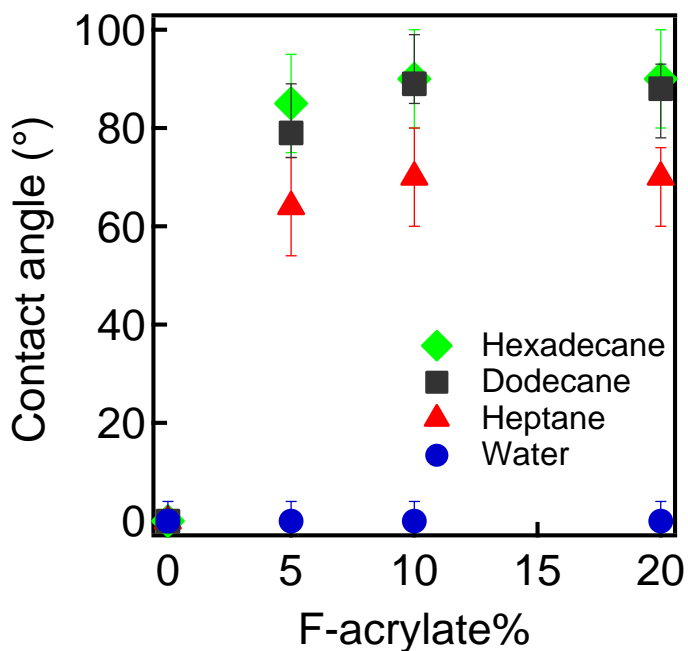 100
80
60
40
20
0
Contact angle (°)
Hexadecane
Dodecane
Heptane
Water
0 5 10 15 20
F-acrylate%